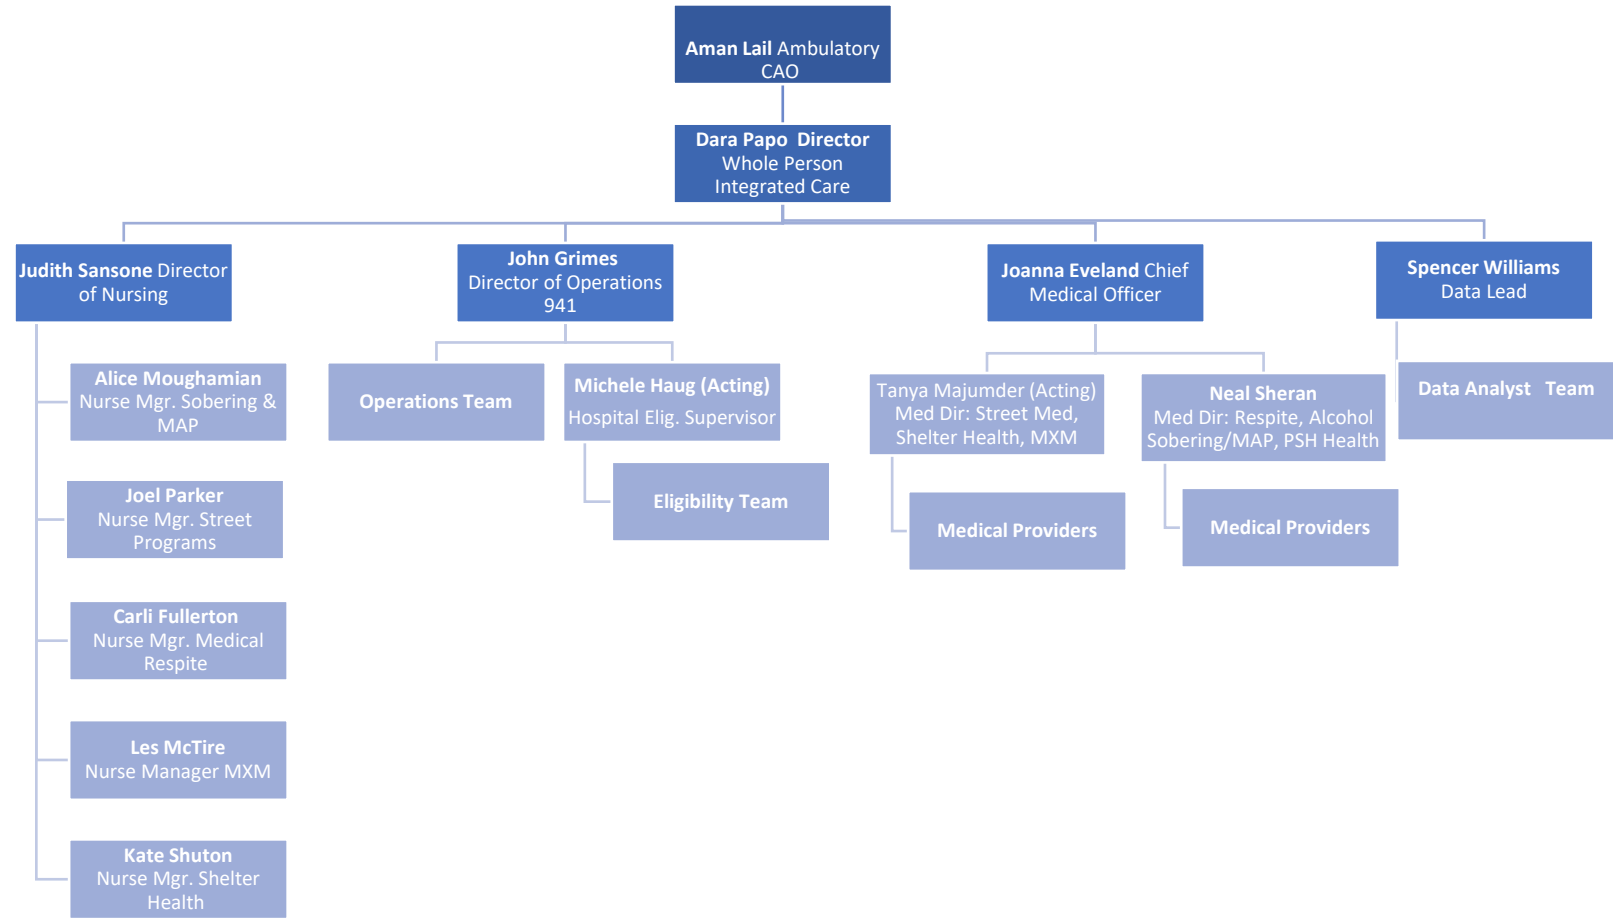 Aman Lail Ambulatory
CAO
Dara Papo  Director
Whole Person
Integrated Care
Judith Sansone Director
of Nursing
John Grimes
Director of Operations
941
Joanna Eveland Chief
Medical Officer
Spencer Williams
Data Lead
Alice Moughamian
Nurse Mgr. Sobering &
MAP
Joel Parker
Nurse Mgr. Street
Programs
Carli Fullerton
Nurse Mgr. Medical
Respite
Les McTire
Nurse Manager MXM
Kate Shuton
Nurse Mgr. Shelter
Health
Operations Team
Michele Haug (Acting)
Hospital Elig. Supervisor
Eligibility Team
Tanya Majumder (Acting)
Med Dir: Street Med,
Shelter Health, MXM
Medical Providers
Neal Sheran
Med Dir: Respite, Alcohol
Sobering/MAP, PSH Health
Medical Providers
Data Analyst  Team